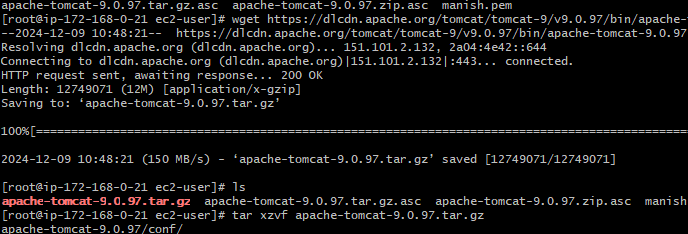 apache-tomcat-9.0.97.tar.gz.asc  apache-tomcat-9.0.97.zip.asc  manish.pem
[root@ip-172-168-0-21 ec2-user]# wget https://dlcdn.apache.org/tomcat/tomcat-9/v9.0.97/bin/apache-t
--2024-12-09 10:48:21--  https://dlcdn.apache.org/tomcat/tomcat-9/v9.0.97/bin/apache-tomcat-9.0.97
Resolving dlcdn.apache.org (dlcdn.apache.org)... 151.101.2.132, 2a04:4e42::644
Connecting to dlcdn.apache.org (dlcdn.apache.org)|151.101.2.132|:443... connected.
HTTP request sent, awaiting response... 200 OK
Length: 12749071 (12M) [application/x-gzip]
Saving to: ‘apache-tomcat-9.0.97.tar.gz’
100%[==============================================================================================
2024-12-09 10:48:21 (150 MB/s) - ‘apache-tomcat-9.0.97.tar.gz’ saved [12749071/12749071]
[root@ip-172-168-0-21 ec2-user]# ls
apache-tomcat-9.0.97.tar.gz  apache-tomcat-9.0.97.tar.gz.asc  apache-tomcat-9.0.97.zip.asc  manish
[root@ip-172-168-0-21 ec2-user]# tar xzvf apache-tomcat-9.0.97.tar.gz
apache-tomcat-9.0.97/conf/